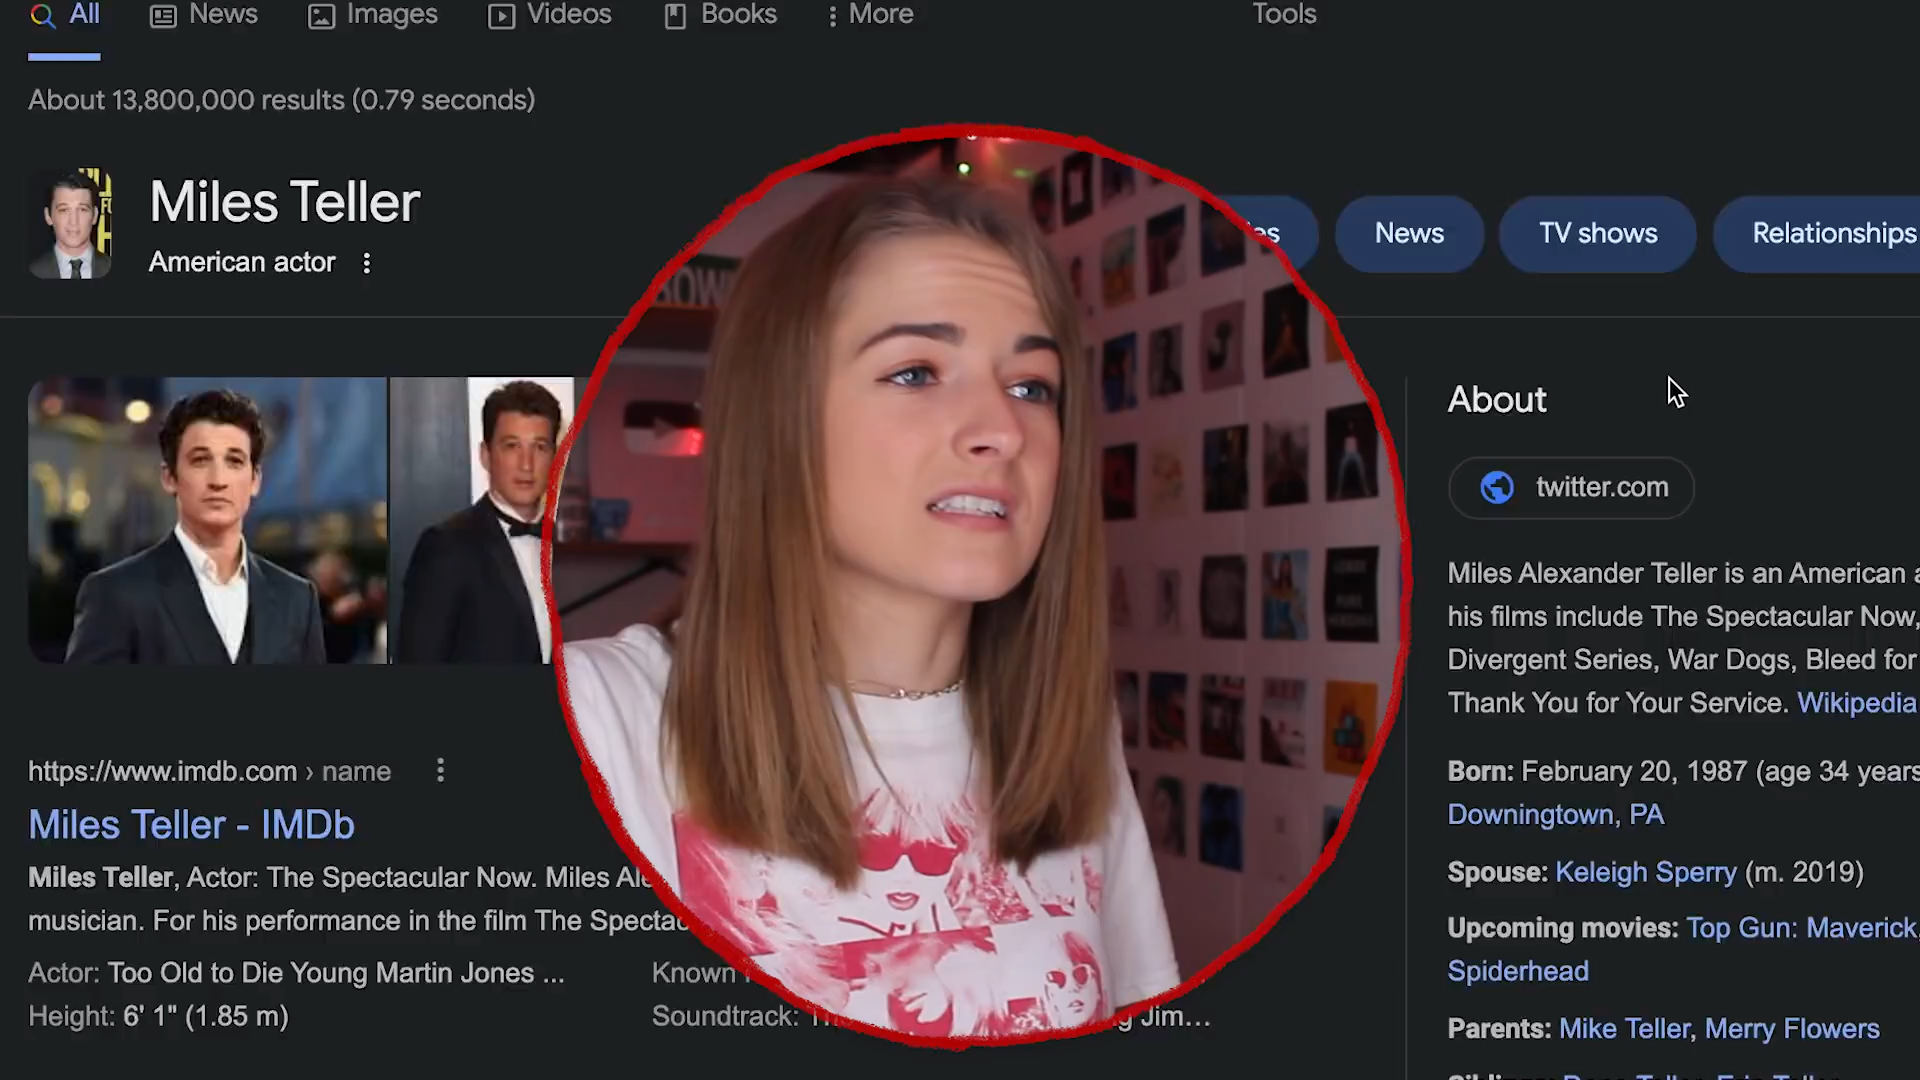 All News Images Videos Books More Tools
About 13,800,000 results (0.79 seconds)
Miles Teller
American actor
News TV shows Relationships
About
twitter.com
Miles Alexander Teller is an American
his films include The Spectacular Now,
Divergent Series, War Dogs, Bleed for
Thank You for Your Service. Wikipedia
Born: February 20, 1987 (age 34 years
Downingtown, PA
Spouse: Keleigh Sperry (m. 2019)
Upcoming movies: Top Gun: Maverick,
Spiderhead
Parents: Mike Teller, Merry Flowers
https://www.imdb.com › name
Miles Teller - IMDb
Miles Teller, Actor: The Spectacular Now. Miles Ale
musician. For his performance in the film The Specta
Actor: Too Old to Die Young Martin Jones ...
Known
Height: 6' 1" (1.85 m)
Soundtrack: Jim...